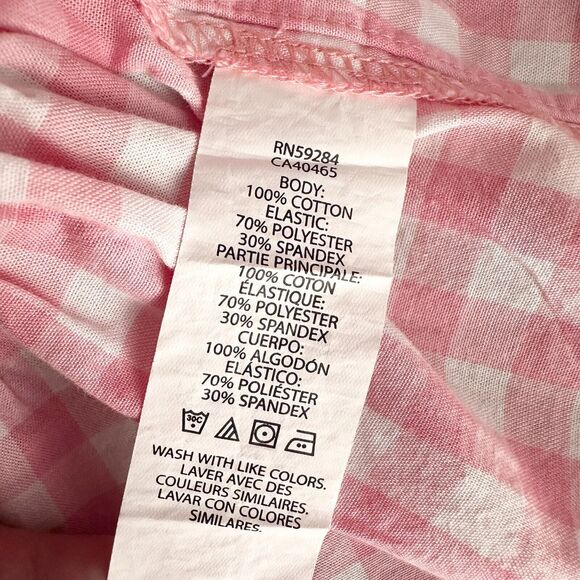 RN59284
CA40465
BODY:
100% COTTON
ELASTIC:
70% POLYESTER
30% SPANDEX
PARTIE PRINCIPALE:
100% COTON
ÉLASTIQUE:
70% POLYESTER
30% SPANDEX
CUERPO:
100% ALGODÓN
ELÁSTICO:
70% POLIÉSTER
30% SPANDEX
30C
WASH WITH LIKE COLORS.
LAVER AVEC DES
COULEURS SIMILAIRES.
LAVAR CON COLORES
SIMILARES.